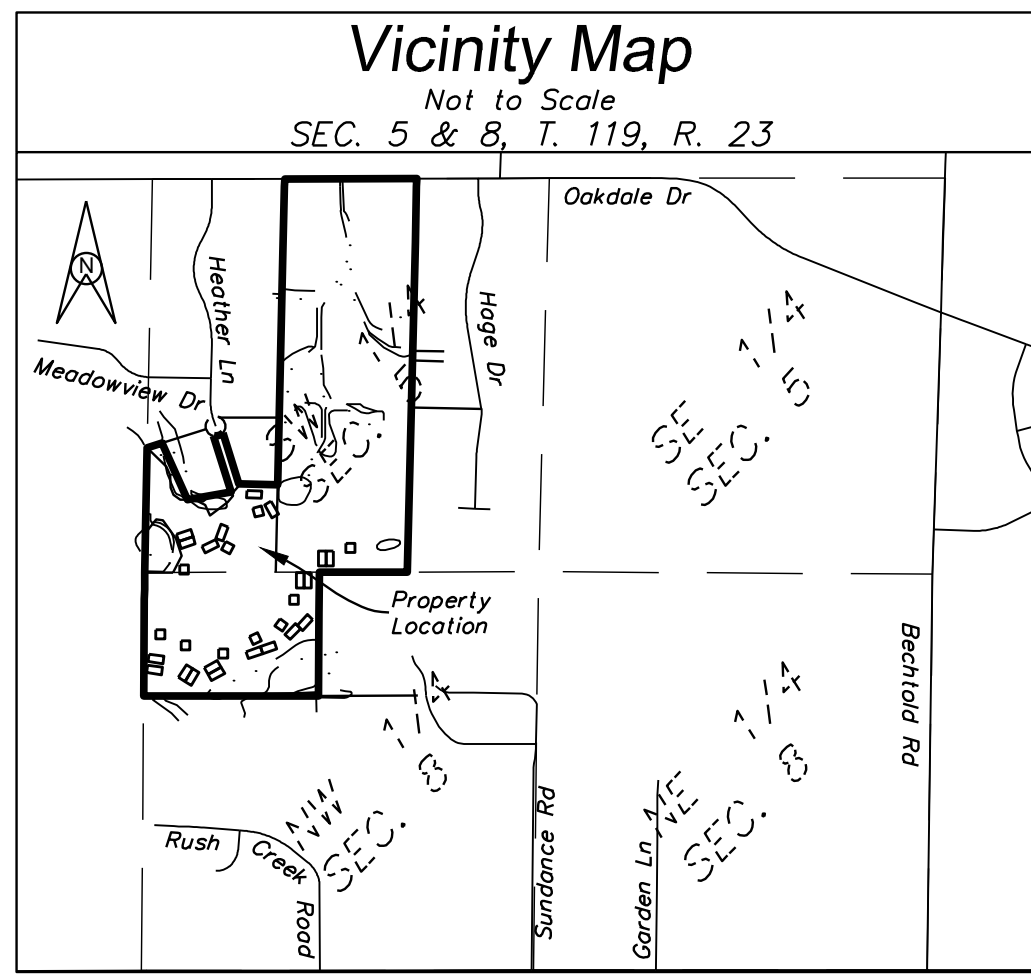 Vicinity Map
Not to Scale
SEC. 5 & 8, T. 119, R. 23
Oakdale Dr
N
Heather Ln
Hage Dr
Meadowview Dr
SW 1/4
SEC. 5
SE 1/4
SEC. 5
Property
Location
Bechtold Rd
NW 1/4
SEC. 8
NE 1/4
SEC. 8
Rush Creek Road
Sundance Rd
Garden Ln